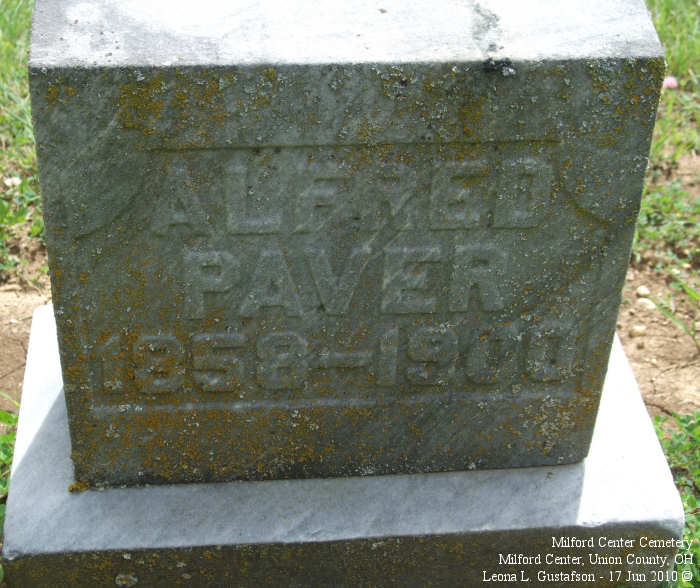 ALFRED
PAVER
1858-1900
Milford Center Cemetery
Milford Center, Union County, OH
Leona L. Gustafson - 17 Jun 2010 ©